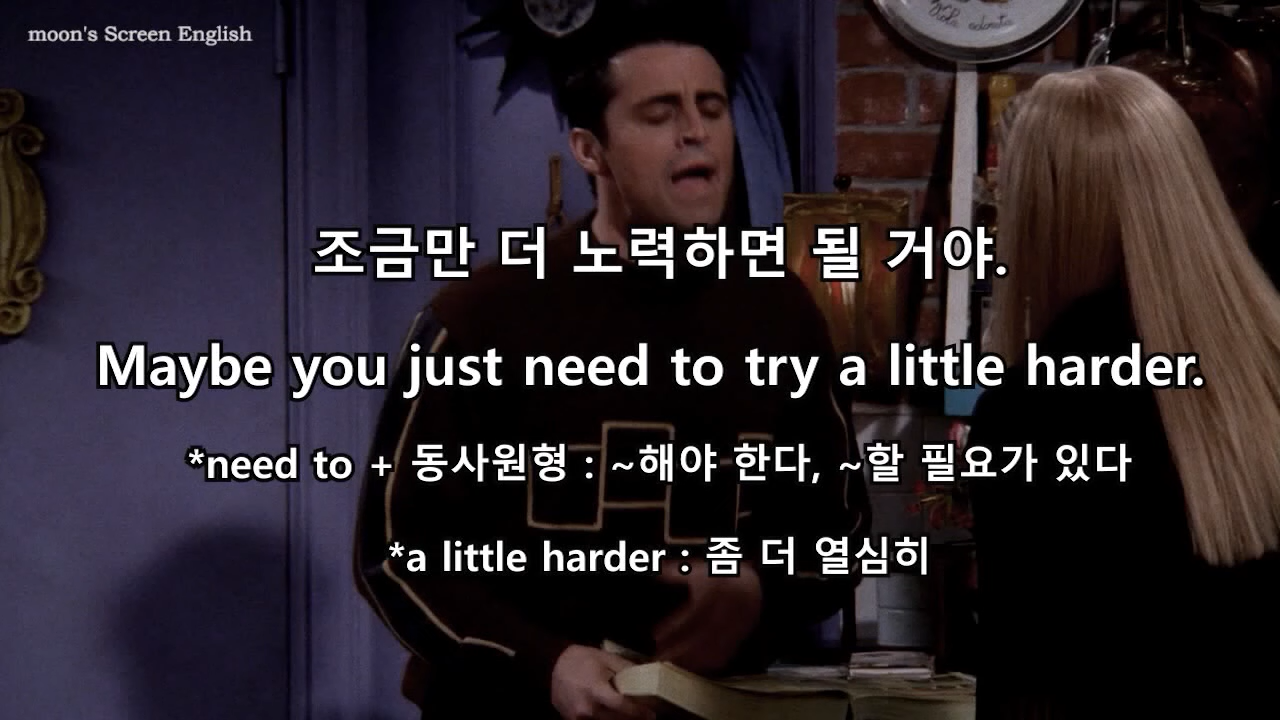 moon's Screen English
조금만 더 노력하면 될 거야.
Maybe you just need to try a little harder.
*need to + 동사원형 : ~해야 한다, ~할 필요가 있다
*a little harder : 좀 더 열심히